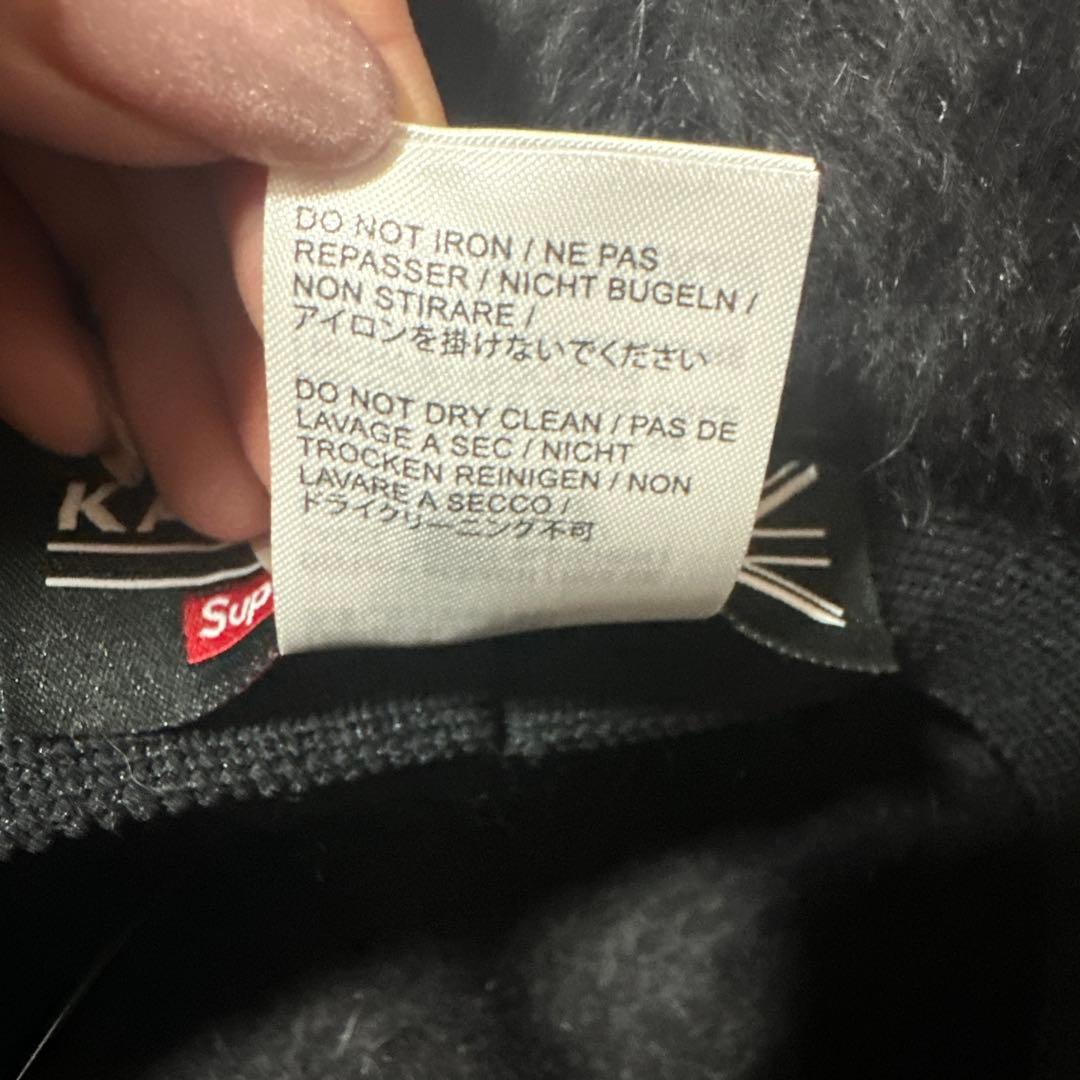 DO NOT IRON / NE PAS
REPASSER / NICHT BUGELN /
NON STIRARE /
アイロンを掛けないでください
DO NOT DRY CLEAN / PAS DE
LAVAGE A SEC / NICHT
TROCKEN REINIGEN / NON
LAVARE A SECCO /
ドライクリーニング不可
KA
Sup